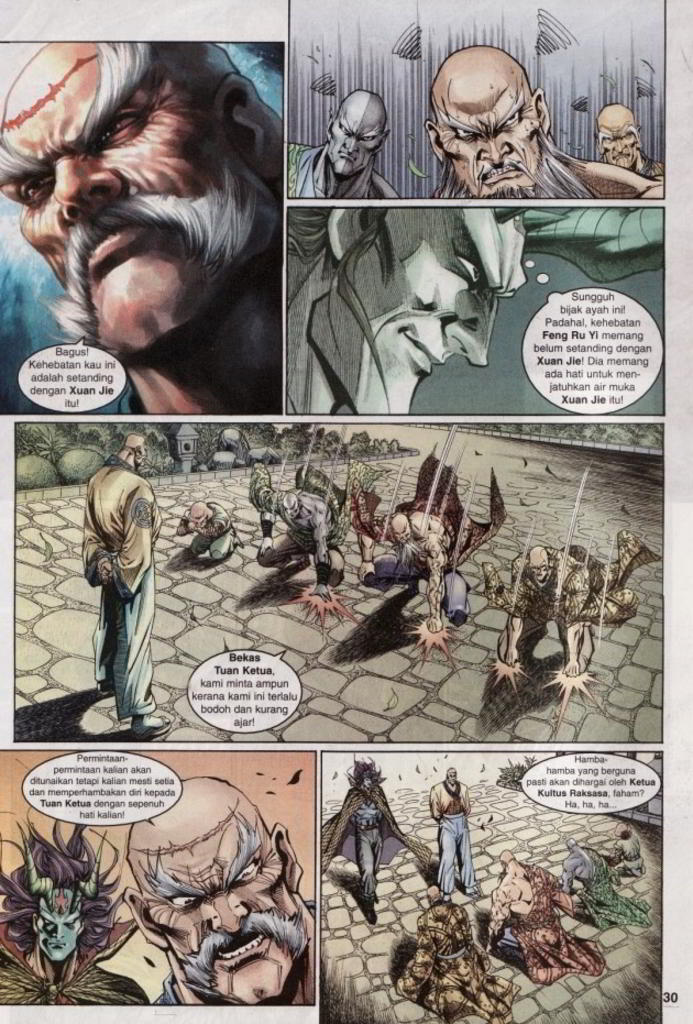 Bagus!
Kehebatan kau ini
adalah setanding
dengan Xuan Jie
itu!
Sungguh
bijak ayah ini!
Padahal, kehebatan
Feng Ru Yi memang
belum setanding dengan
Xuan Jie! Dia memang
ada hati untuk men-
jatuhkan air muka
Xuan Jie itu!
Bekas
Tuan Ketua,
kami minta ampun
kerana kami ini terlalu
bodoh dan kurang
ajar!
Permintaan-
permintaan kalian akan
ditunaikan tetapi kalian mesti setia
dan memperhambakan diri kepada
Tuan Ketua dengan sepenuh
hati kalian!
Hamba-
hamba yang berguna
pasti akan dihargai oleh Ketua
Kultus Raksasa, faham?
Ha, ha, ha...
30